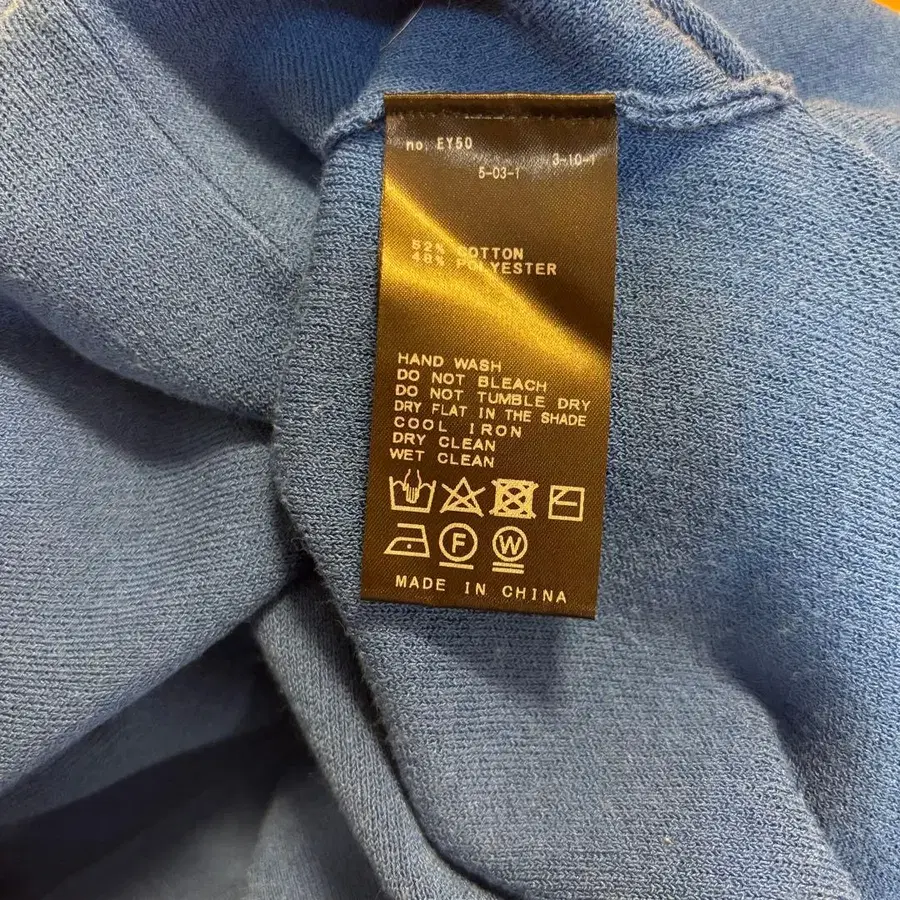 no. EY50
3-10-1
5-03-1
52% COTTON
48% POLYESTER
HAND WASH
DO NOT BLEACH
DO NOT TUMBLE DRY
DRY FLAT IN THE SHADE
COOL IRON
DRY CLEAN
WET CLEAN
F W
MADE IN CHINA